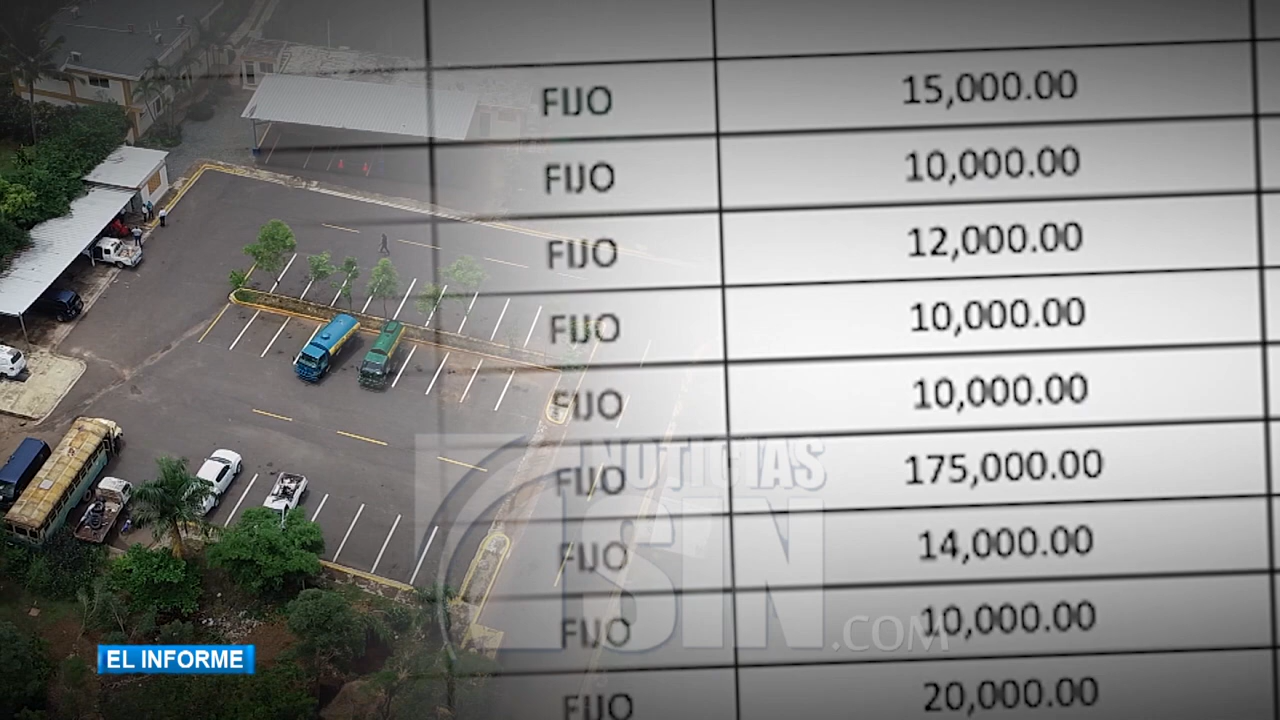 FIJO 15,000.00
FIJO 10,000.00
FIJO 12,000.00
FIJO 10,000.00
FIJO 10,000.00
FIJO 175,000.00
FIJO 14,000.00
FIJO 10,000.00
FIJO 20,000.00
NOTICIAS
SIN
.COM
EL INFORME